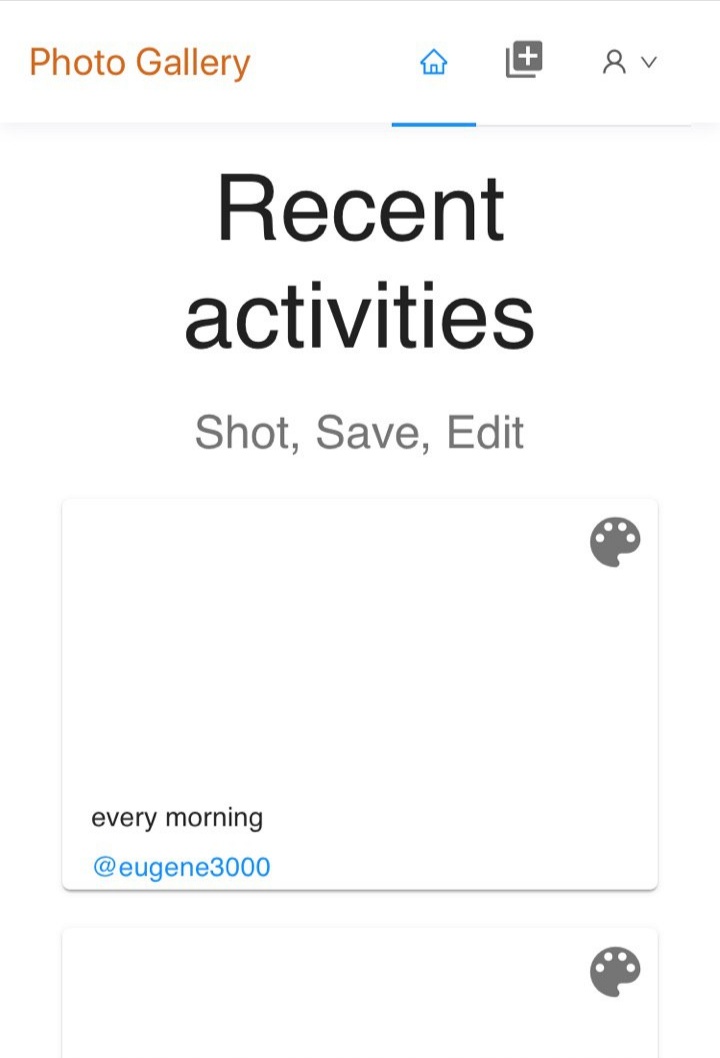 Photo Gallery
Recent
activities
Shot, Save, Edit
every morning
@eugene3000